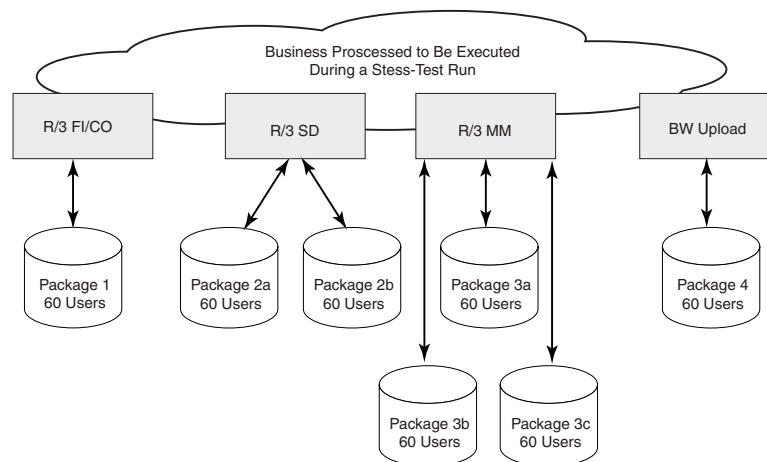 Business Proscessed to Be Executed
During a Stess-Test Run
R/3 FI/CO
R/3 SD
R/3 MM
BW Upload
Package 1
60 Users
Package 2a
60 Users
Package 2b
60 Users
Package 3a
60 Users
Package 4
60 Users
Package 3b
60 Users
Package 3c
60 Users